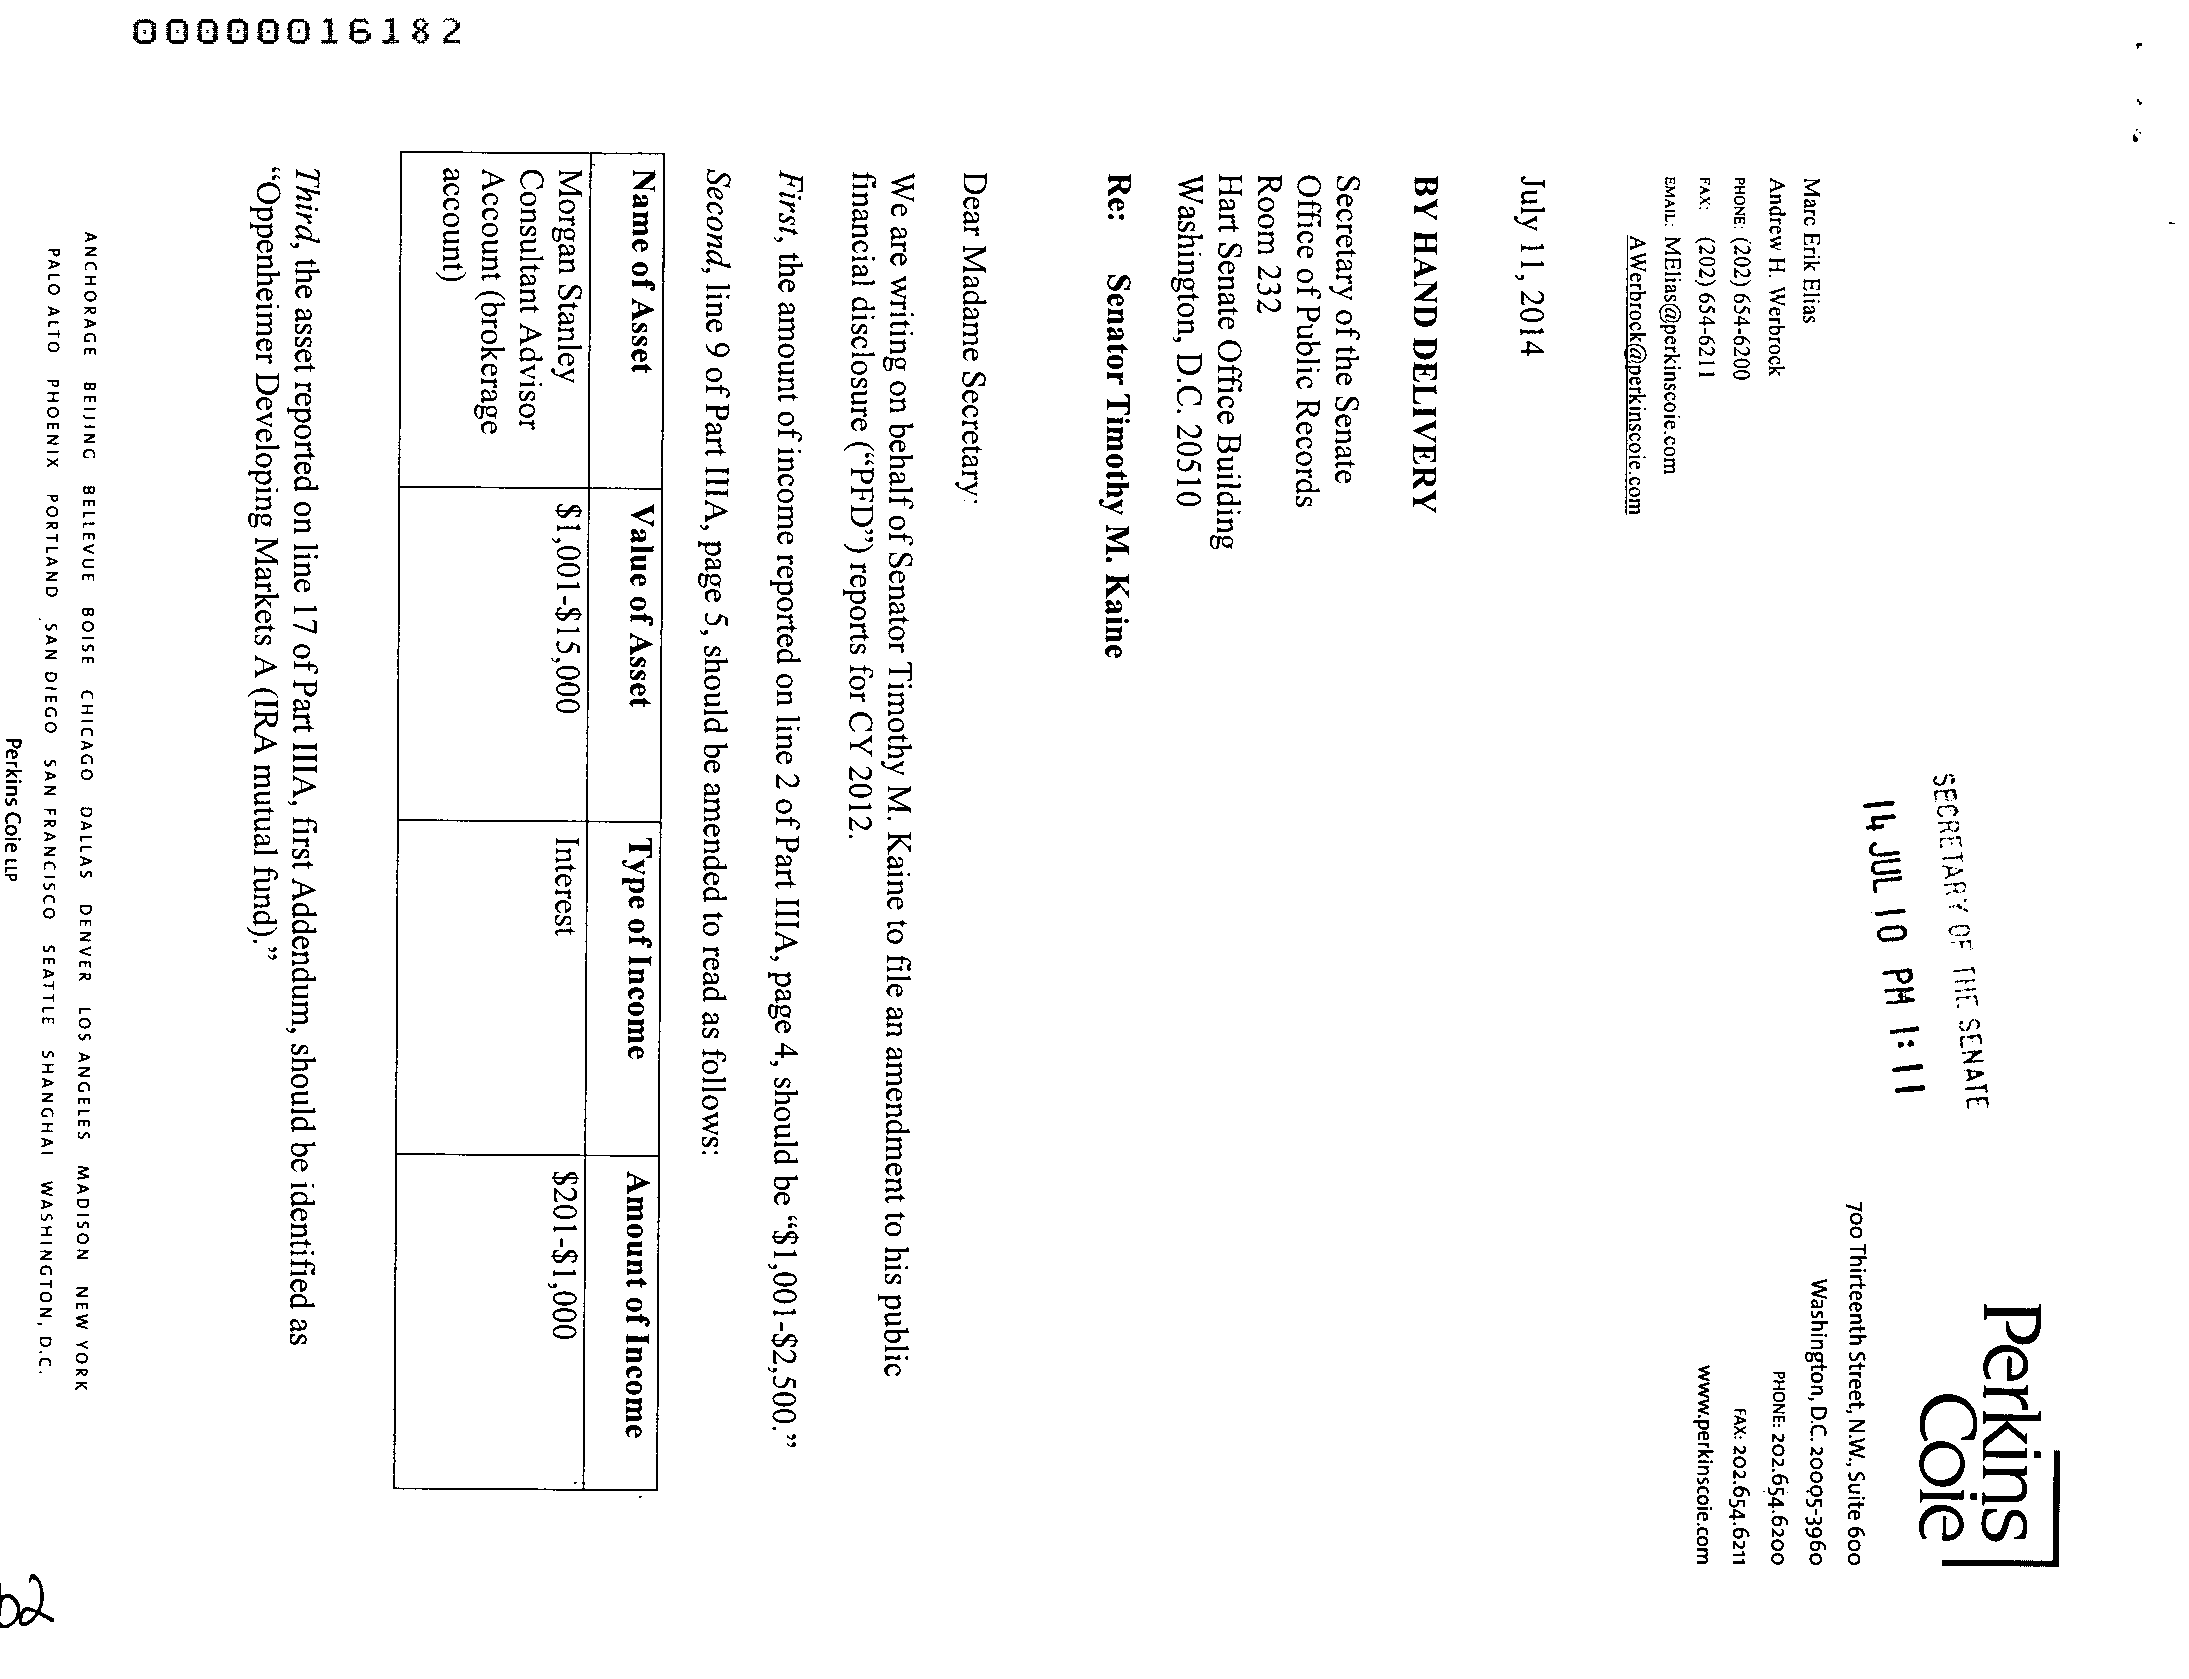 00000016182
Perkins
Coie
SECRETARY OF THE SENATE
14 JUL 10 PM 1:11
Marc Erik Elias
Andrew H. Werbrock
PHONE: (202) 654-6200
FAX: (202) 654-6211
EMAIL: MElias@perkinscoie.com
AWerbrock@perkinscoie.com
700 Thirteenth Street, N.W., Suite 600
Washington, D.C. 20005-3960
PHONE: 202.654.6200
FAX: 202.654.6211
www.perkinscoie.com
July 11, 2014
BY HAND DELIVERY
Secretary of the Senate
Office of Public Records
Room 232
Hart Senate Office Building
Washington, D.C. 20510
Re: Senator Timothy M. Kaine
Dear Madame Secretary:
We are writing on behalf of Senator Timothy M. Kaine to file an amendment to his public
financial disclosure (“PFD”) reports for CY 2012.
First, the amount of income reported on line 2 of Part IIIA, page 4, should be “$1,001-$2,500.”
Second, line 9 of Part IIIA, page 5, should be amended to read as follows:
Name of Asset Value of Asset Type of Income Amount of Income
Morgan Stanley $1,001-$15,000 Interest $201-$1,000
Consultant Advisor
Account (brokerage
account)
Third, the asset reported on line 17 of Part IIIA, first Addendum, should be identified as
“Oppenheimer Developing Markets A (IRA mutual fund).”
ANCHORAGE BEIJING BELLEVUE BOISE CHICAGO DALLAS DENVER LOS ANGELES MADISON NEW YORK
PALO ALTO PHOENIX PORTLAND SAN DIEGO SAN FRANCISCO SEATTLE SHANGHAI WASHINGTON, D.C.
Perkins Coie LLP